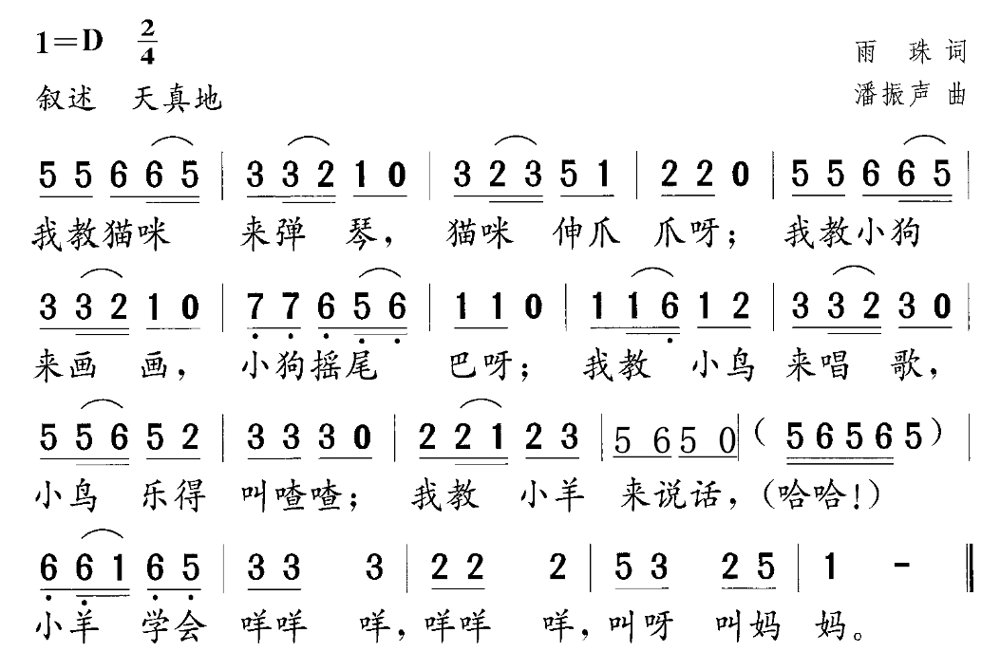 1=D 2/4
雨 珠 词
叙述 天真地
潘振声 曲
5 5 6 6 5 | 3 3 2 1 0 | 3 2 3 5 1 | 2 2 0 | 5 5 6 6 5 |
我教猫咪 来弹 琴, 猫咪 伸爪 爪呀; 我教小狗
3 3 2 1 0 | 7 7 6 5 6 | 1 1 0 | 1 1 6 1 2 | 3 3 2 3 0 |
来画 画, 小狗摇尾 巴呀; 我教 小鸟 来唱 歌,
5 5 6 5 2 | 3 3 3 0 | 2 2 1 2 3 | 5 6 5 0 | ( 5 6 5 6 5 ) |
小鸟 乐得 叫喳喳; 我教 小羊 来说话, (哈哈!)
6 6 1 6 5 | 3 3 3 | 2 2 2 | 5 3 2 5 | 1 - ‖
小羊 学会 咩咩 咩, 咩咩 咩, 叫呀 叫妈 妈。